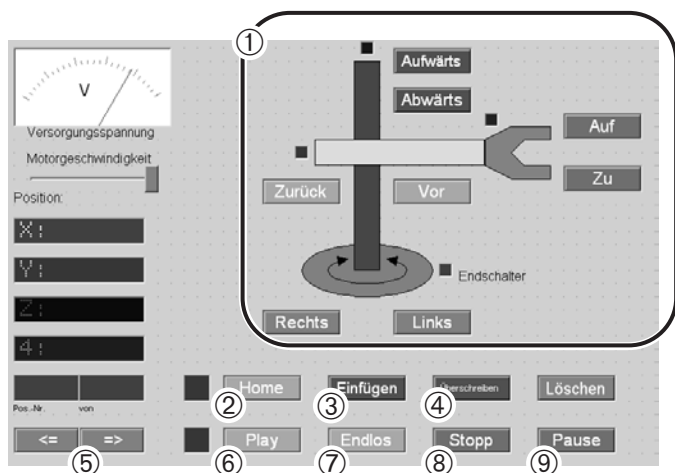 ①
Aufwärts
Abwärts
V
Versorgungsspannung
Motorgeschwindigkeit
Auf
Zu
Zurück
Vor
Position:
X:
Y:
Z:
4:
Endschalter
Rechts
Links
Pos.-Nr.
von
Home
Einfügen
Überschreiben
Löschen
②
③
④
<=
=>
Play
Endlos
Stopp
Pause
⑤
⑥
⑦
⑧
⑨